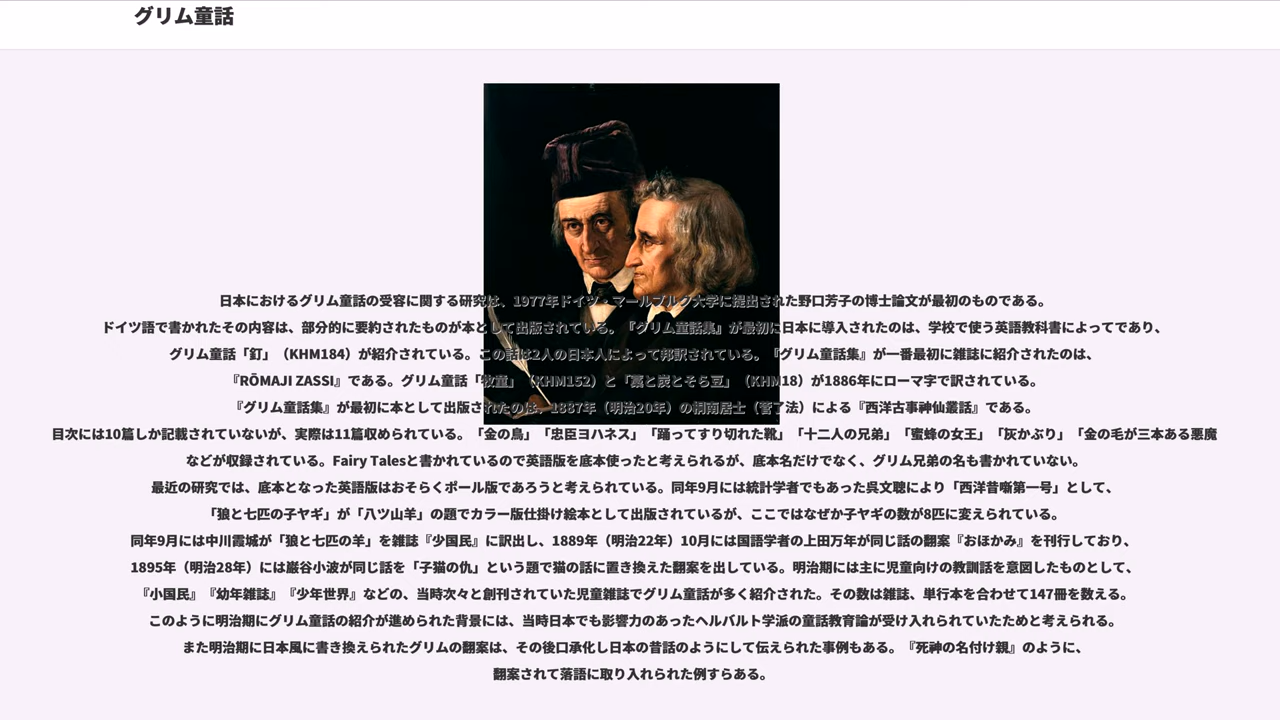 グリム童話
日本におけるグリム童話の受容に関する研究は、1977年ドイツ・マールブルク大学に提出された野口芳子の博士論文が最初のものである。
ドイツ語で書かれたその内容は、部分的に要約されたものが本として出版されている。『グリム童話集』が最初に日本に導入されたのは、学校で使う英語教科書によってであり、
グリム童話「釘」（KHM184）が紹介されている。この話は2人の日本人によって邦訳されている。『グリム童話集』が一番最初に雑誌に紹介されたのは、
『RŌMAJI ZASSI』である。グリム童話「牧童」（KHM152）と「藁と炭とそら豆」（KHM18）が1886年にローマ字で訳されている。
『グリム童話集』が最初に本として出版されたのは、1887年（明治20年）の桐南居士（菅了法）による『西洋古事神仙叢話』である。
目次には10篇しか記載されていないが、実際は11篇収められている。「金の鳥」「忠臣ヨハネス」「踊ってすり切れた靴」「十二人の兄弟」「蜜蜂の女王」「灰かぶり」「金の毛が三本ある悪魔
などが収録されている。Fairy Talesと書かれているので英語版を底本使ったと考えられるが、底本名だけでなく、グリム兄弟の名も書かれていない。
最近の研究では、底本となった英語版はおそらくポール版であろうと考えられている。同年9月には統計学者でもあった呉文聰により「西洋昔噺第一号」として、
「狼と七匹の子ヤギ」が「八ツ山羊」の題でカラー版仕掛け絵本として出版されているが、ここではなぜか子ヤギの数が8匹に変えられている。
同年9月には中川霞城が「狼と七匹の羊」を雑誌『少国民』に訳出し、1889年（明治22年）10月には国語学者の上田万年が同じ話の翻案『おほかみ』を刊行しており、
1895年（明治28年）には巌谷小波が同じ話を「子猫の仇」という題で猫の話に置き換えた翻案を出している。明治期には主に児童向けの教訓話を意図したものとして、
『小国民』『幼年雑誌』『少年世界』などの、当時次々と創刊されていた児童雑誌でグリム童話が多く紹介された。その数は雑誌、単行本を合わせて147冊を数える。
このように明治期にグリム童話の紹介が進められた背景には、当時日本でも影響力のあったヘルバルト学派の童話教育論が受け入れられていたためと考えられる。
また明治期に日本風に書き換えられたグリムの翻案は、その後口承化し日本の昔話のようにして伝えられた事例もある。『死神の名付け親』のように、
翻案されて落語に取り入れられた例すらある。